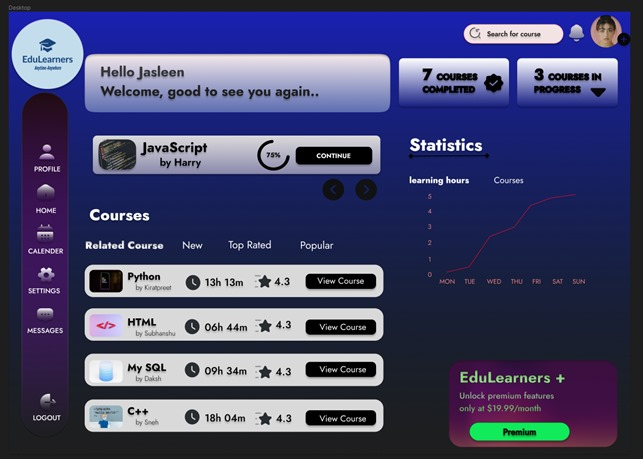 Desktop
EduLearners
Anytime Anywhere
Search for course
Hello Jasleen
Welcome, good to see you again..
7 COURSES
COMPLETED
3 COURSES IN
PROGRESS
PROFILE
HOME
CALENDER
SETTINGS
MESSAGES
LOGOUT
JavaScript
by Harry
75%
CONTINUE
Courses
Related Course New Top Rated Popular
Python
by Kiratpreet
13h 13m 4.3 View Course
HTML
by Subhanshu
06h 44m 4.3 View Course
My SQL
by Daksh
09h 34m 4.3 View Course
C++
by Sneh
18h 04m 4.3 View Course
Statistics
learning hours Courses
5
4
3
2
1
0
MON TUE WED THU FRI SAT SUN
EduLearners +
Unlock premium features
only at $19.99/month
Premium